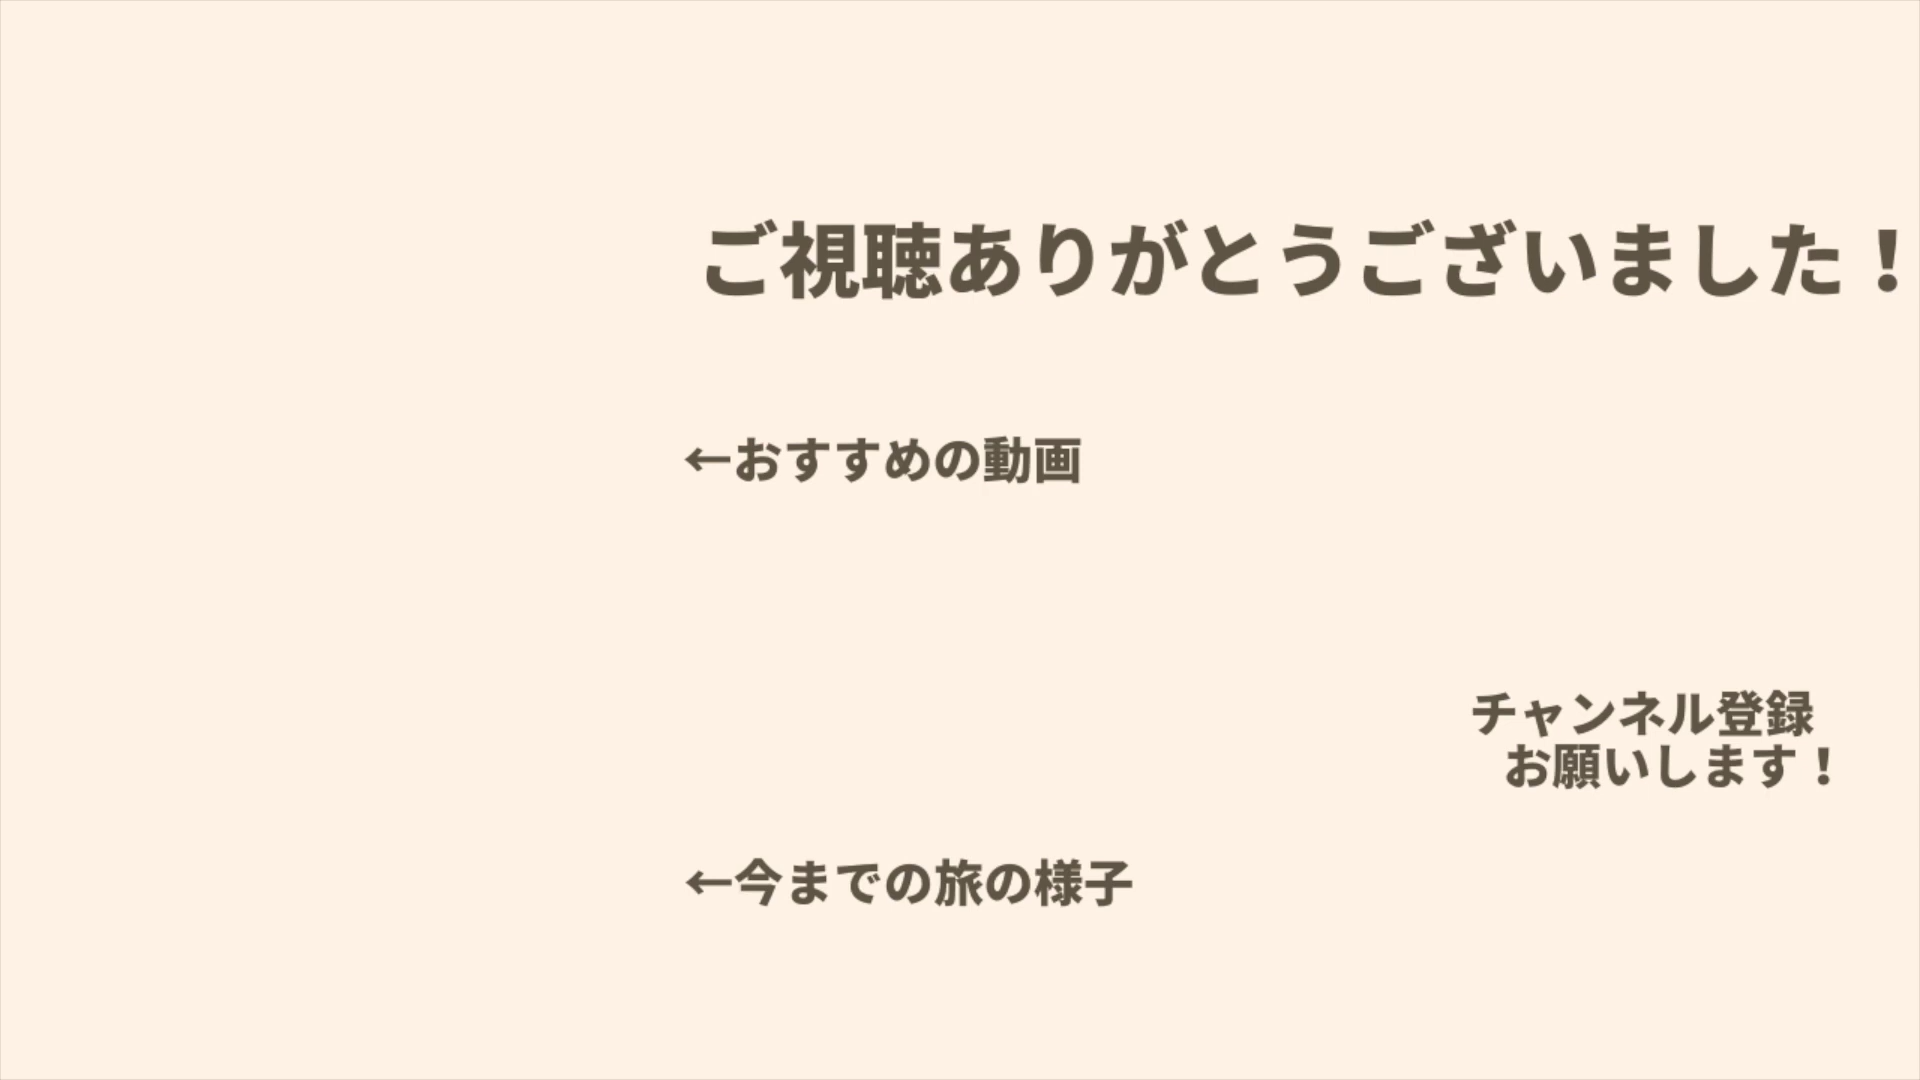 ご視聴ありがとうございました！
←おすすめの動画
チャンネル登録
お願いします！
←今までの旅の様子